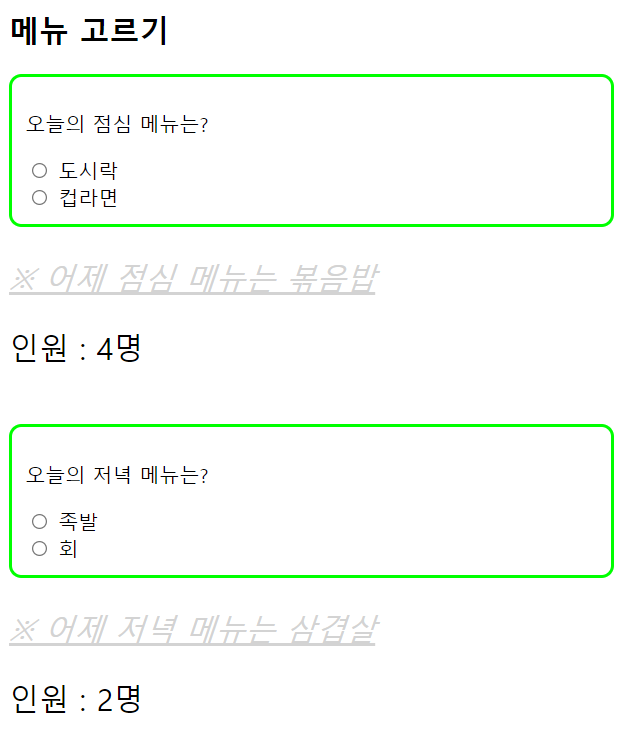 메뉴 고르기
오늘의 점심 메뉴는?
도시락
컵라면
※ 어제 점심 메뉴는 볶음밥
인원 : 4명
오늘의 저녁 메뉴는?
족발
회
※ 어제 저녁 메뉴는 삼겹살
인원 : 2명